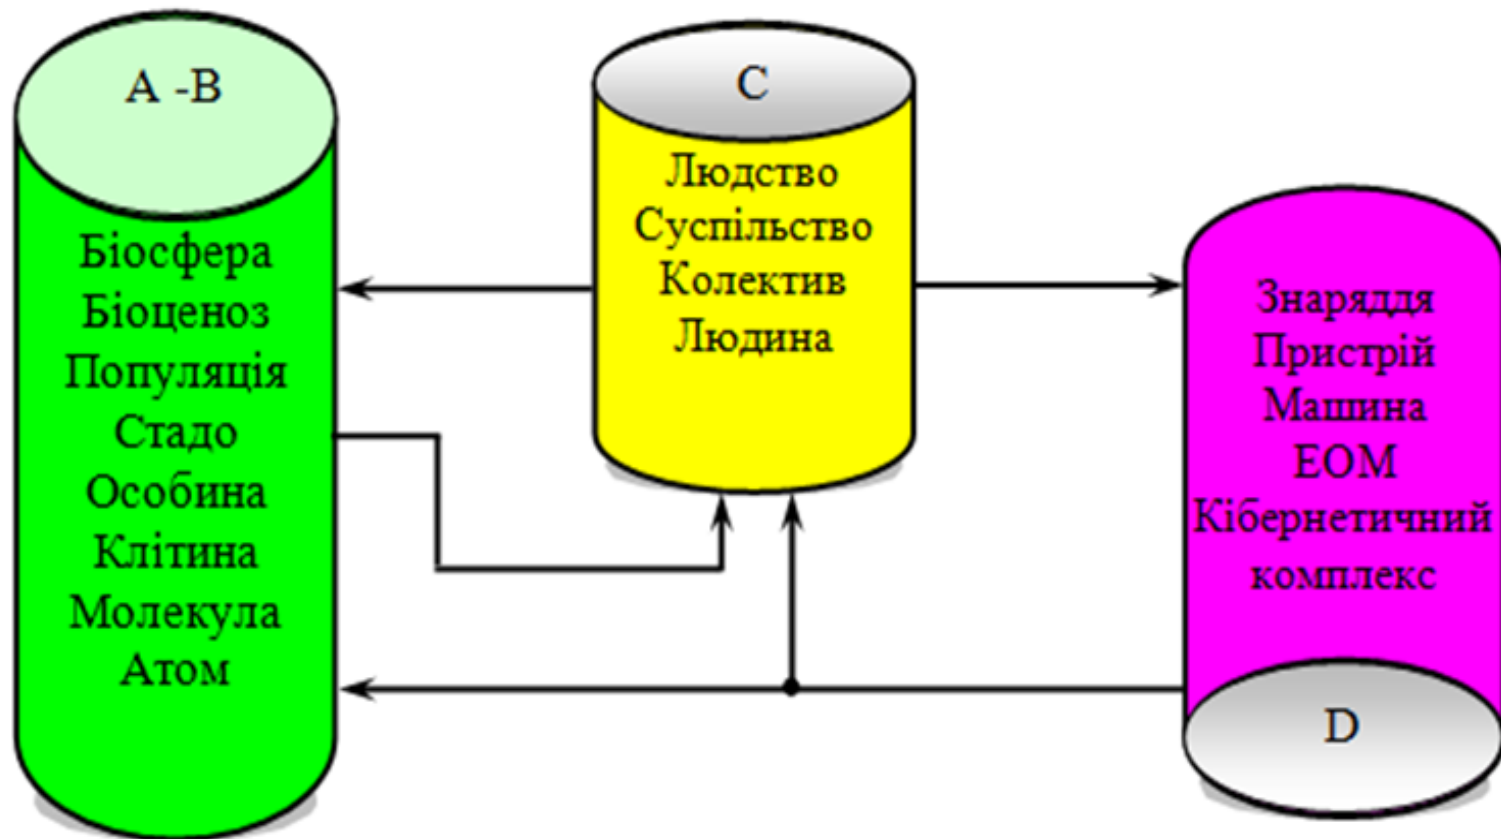 А -В
Біосфера
Біоценоз
Популяція
Стадо
Особина
Клітина
Молекула
Атом
С
Людство
Суспільство
Колектив
Людина
Знаряддя
Пристрій
Машина
ЕОМ
Кібернетичний
комплекс
D